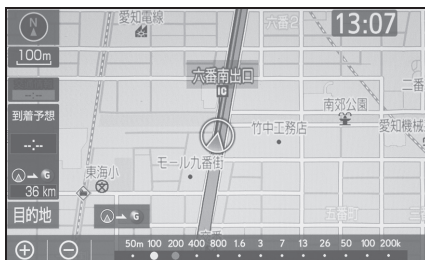 N
愛知電線
六番2
13:07
100m
六番南出口
IC
二番
南郊公園
到着予想
竹中工務店
愛知機械
--:--
モール九番街
東海小
G
36 km
目的地
G
五番町
50m 100 200 400 800 1.6 3 7 13 26 50 100 200k